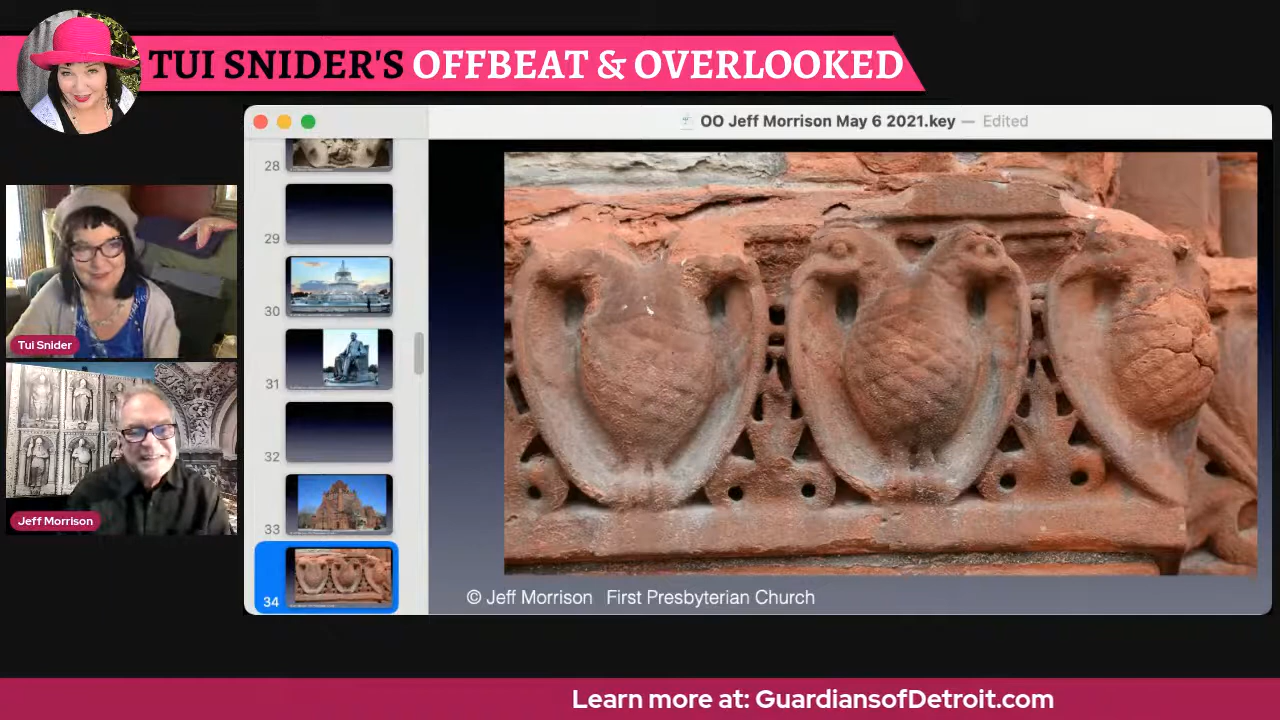 TUI SNIDER'S OFFBEAT & OVERLOOKED
OO Jeff Morrison May 6 2021.key — Edited
28
29
30
31
32
33
34
Tui Snider
Jeff Morrison
© Jeff Morrison First Presbyterian Church
Learn more at: GuardiansofDetroit.com